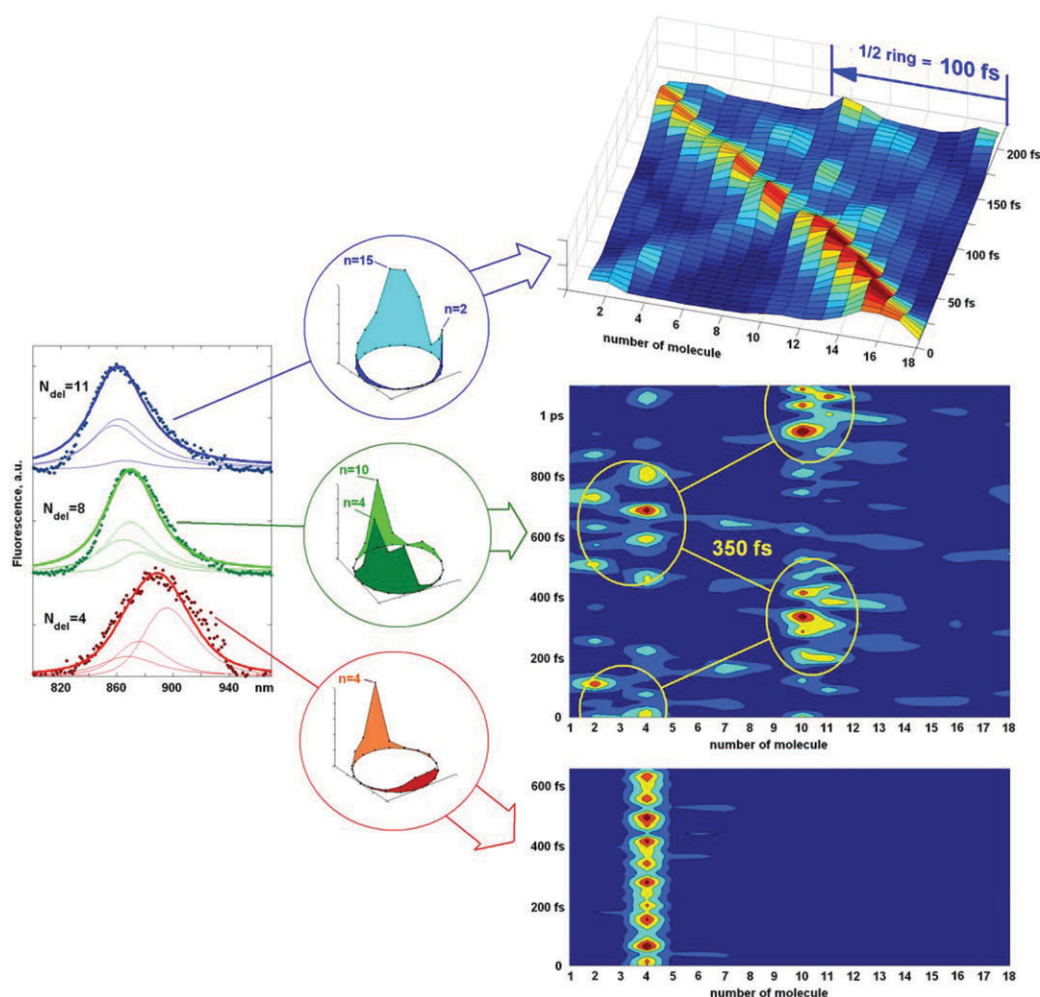 1/2 ring = 100 fs
200 fs
150 fs
100 fs
50 fs
0
2
4
6
8
10
12
14
16
18
number of molecule
n=15
n=2
N_del=11
N_del=8
N_del=4
Fluorescence, a.u.
820
860
900
940
nm
n=10
n=4
n=4
1 ps
800 fs
600 fs
400 fs
200 fs
0
350 fs
1 2 3 4 5 6 7 8 9 10 11 12 13 14 15 16 17 18
number of molecule
600 fs
400 fs
200 fs
0
1 2 3 4 5 6 7 8 9 10 11 12 13 14 15 16 17 18
number of molecule